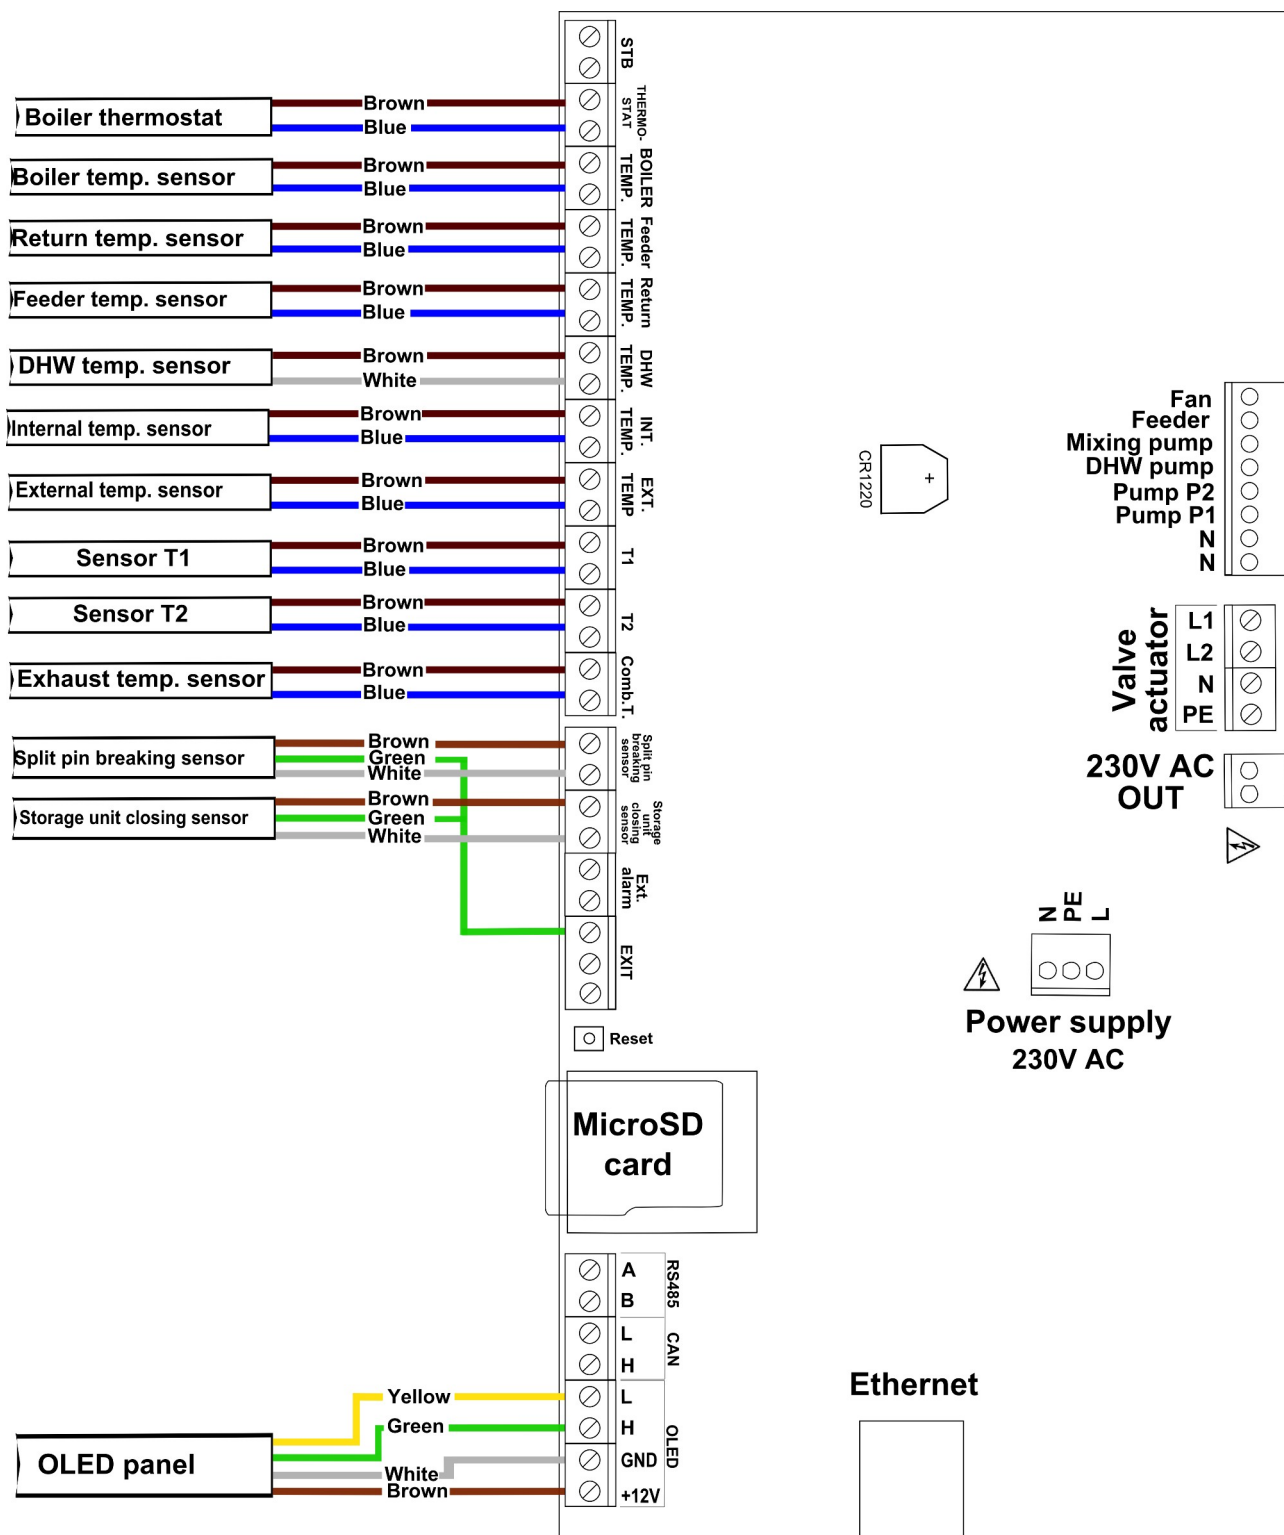 STB
Boiler thermostat
Brown
Blue
THERMO-
STAT
Boiler temp. sensor
Brown
Blue
BOILER
TEMP.
Return temp. sensor
Brown
Blue
Feeder
TEMP.
Feeder temp. sensor
Brown
Blue
Return
TEMP.
DHW temp. sensor
Brown
White
DHW
TEMP.
Internal temp. sensor
Brown
Blue
INT.
TEMP.
External temp. sensor
Brown
Blue
EXT.
TEMP
Sensor T1
Brown
Blue
T1
Sensor T2
Brown
Blue
T2
Exhaust temp. sensor
Brown
Blue
Comb.T.
Split pin breaking sensor
Brown
Green
White
Split pin
breaking
sensor
Storage unit closing sensor
Brown
Green
White
Storage
unit
closing
sensor
Ext.
alarm
EXIT
Reset
MicroSD
card
A
B
RS485
L
H
CAN
OLED panel
Yellow
Green
White
Brown
L
H
GND
+12V
OLED
CR1220
+
Fan
Feeder
Mixing pump
DHW pump
Pump P2
Pump P1
N
N
Valve
actuator
L1
L2
N
PE
230V AC
OUT
N
PE
L
Power supply
230V AC
Ethernet